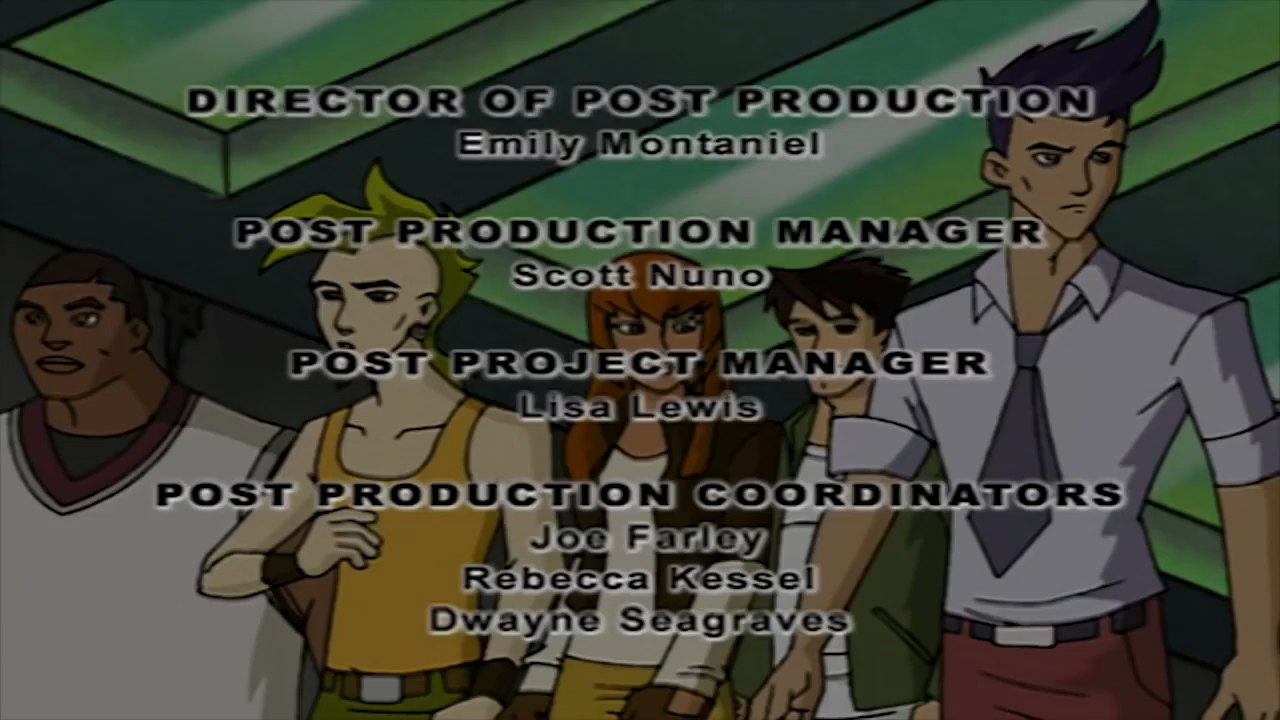 DIRECTOR OF POST PRODUCTION
Emily Montaniel
POST PRODUCTION MANAGER
Scott Nuno
POST PROJECT MANAGER
Lisa Lewis
POST PRODUCTION COORDINATORS
Joe Farley
Rebecca Kessel
Dwayne Seagraves